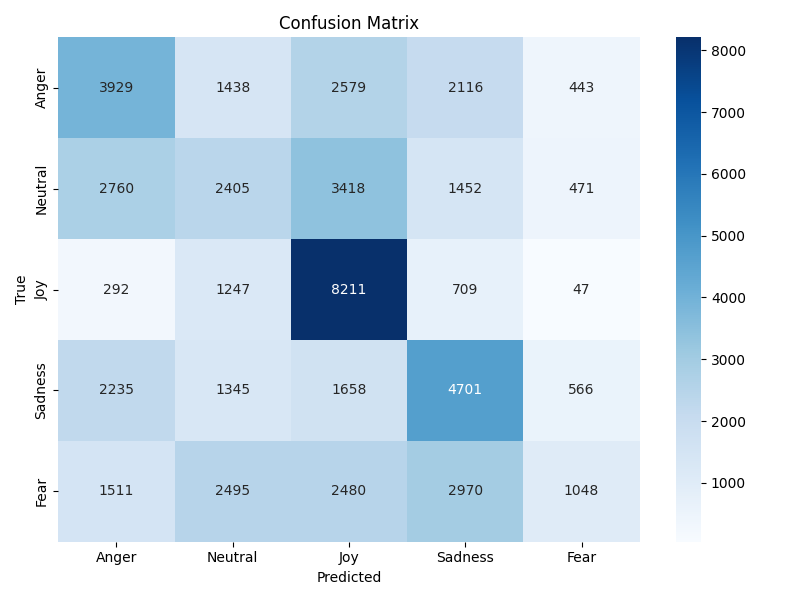 Confusion Matrix
True
Anger 3929 1438 2579 2116 443
Neutral 2760 2405 3418 1452 471
Joy 292 1247 8211 709 47
Sadness 2235 1345 1658 4701 566
Fear 1511 2495 2480 2970 1048
Anger Neutral Joy Sadness Fear
Predicted
8000
7000
6000
5000
4000
3000
2000
1000